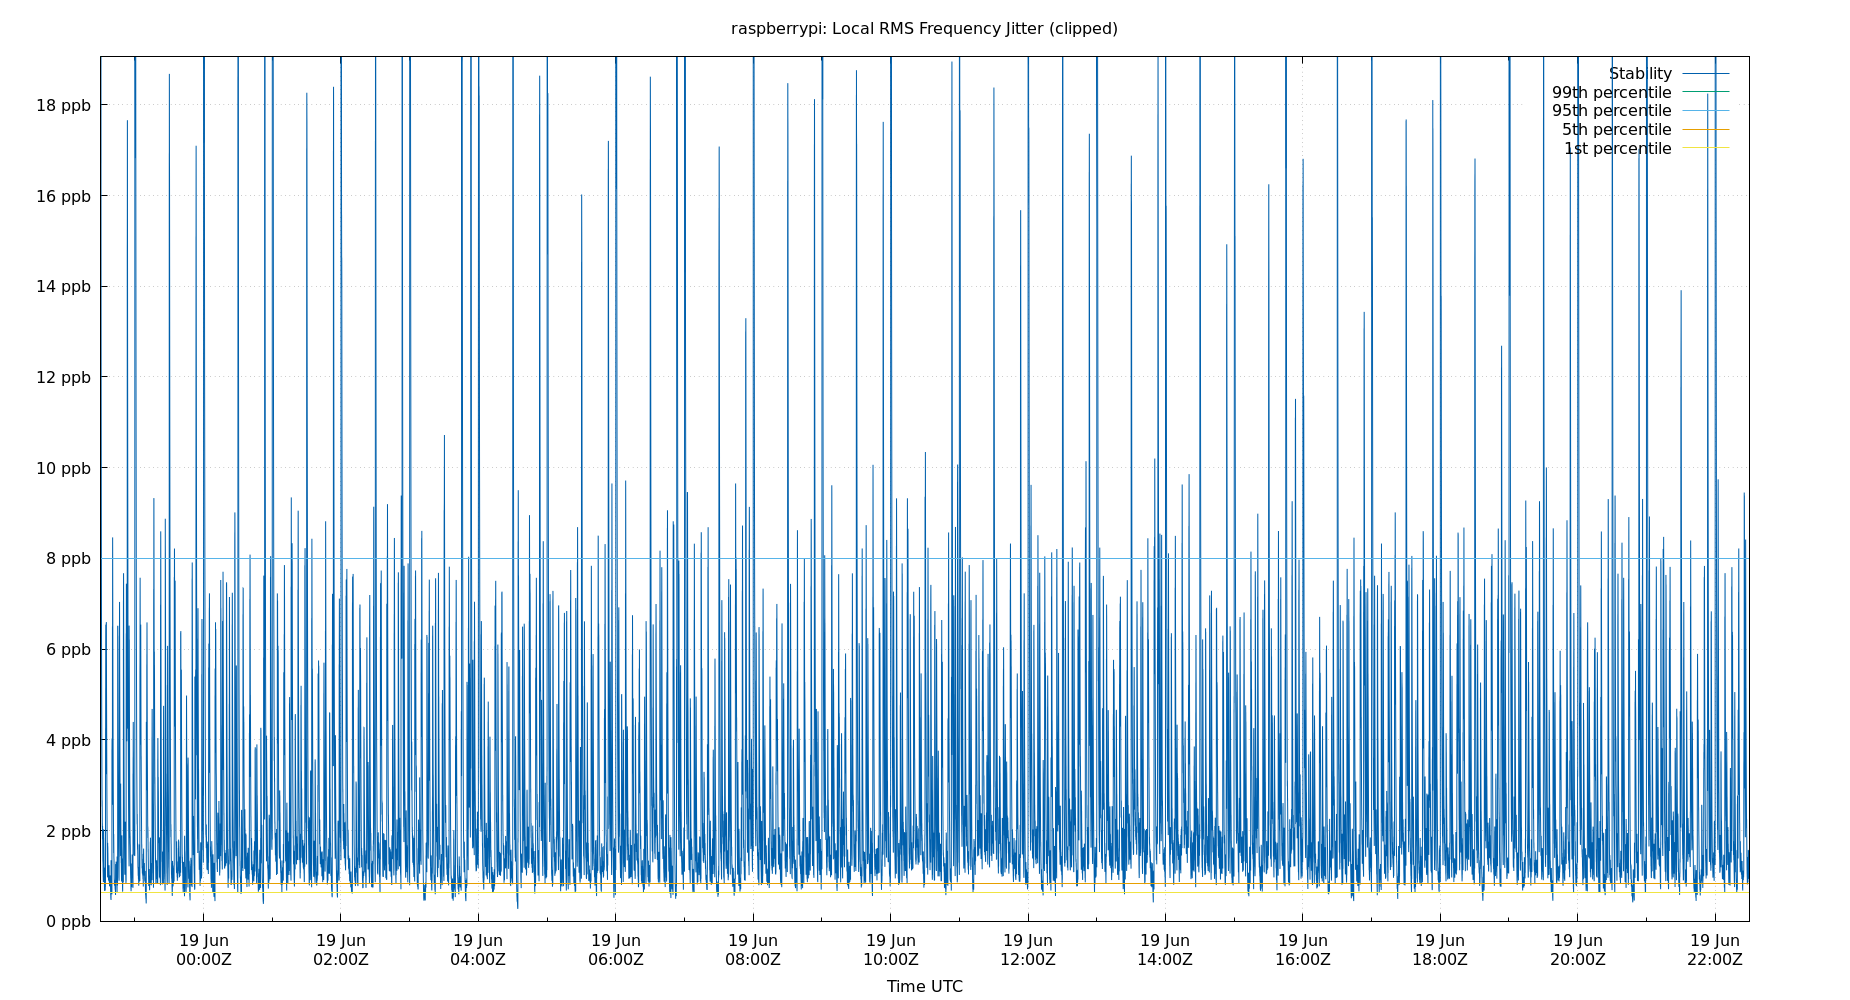 raspberrypi: Local RMS Frequency Jitter (clipped)
Stability
99th percentile
95th percentile
5th percentile
1st percentile
18 ppb
16 ppb
14 ppb
12 ppb
10 ppb
8 ppb
6 ppb
4 ppb
2 ppb
0 ppb
19 Jun 19 Jun 19 Jun 19 Jun 19 Jun 19 Jun 19 Jun 19 Jun 19 Jun 19 Jun 19 Jun 19 Jun
00:00Z 02:00Z 04:00Z 06:00Z 08:00Z 10:00Z 12:00Z 14:00Z 16:00Z 18:00Z 20:00Z 22:00Z
Time UTC